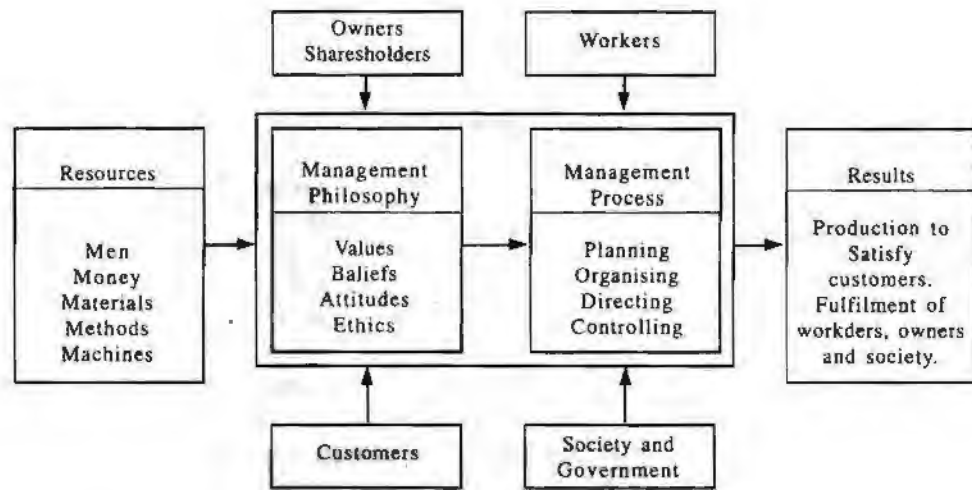 Owners
Sharesholders
Workers
Resources
Men
Money
Materials
Methods
Machines
Management
Philosophy
Values
Baliefs
Attitudes
Ethics
Management
Process
Planning
Organising
Directing
Controlling
Results
Production to
Satisfy
customers.
Fulfilment of
workders, owners
and society.
Customers
Society and
Government